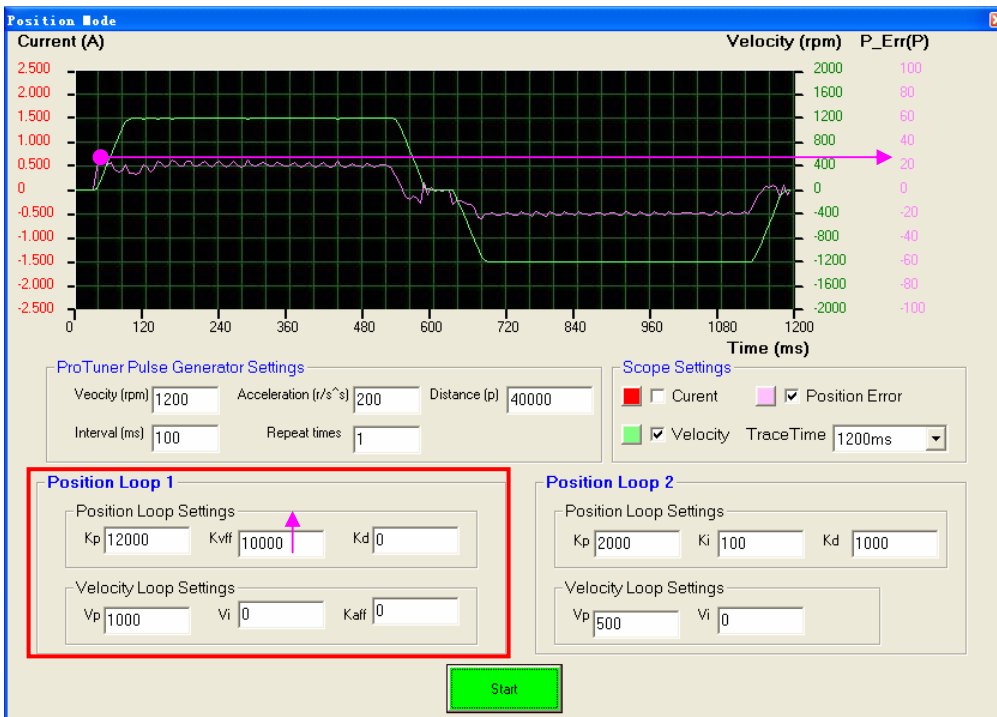 Position Mode
Current (A) Velocity (rpm) P_Err(P)
2.500 2000 100
2.000 1600 80
1.500 1200 60
1.000 800 40
0.500 400 20
0 0 0
-0.500 -400 -20
-1.000 -800 -40
-1.500 -1200 -60
-2.000 -1600 -80
-2.500 -2000 -100
0 120 240 360 480 600 720 840 960 1080 1200
Time (ms)
ProTuner Pulse Generator Settings
Veocity (rpm) 1200 Acceleration (r/s^s) 200 Distance (p) 40000
Interval (ms) 100 Repeat times 1
Scope Settings
Curent Position Error
Velocity TraceTime 1200ms
Position Loop 1
Position Loop Settings
Kp 12000 Kvff 10000 Kd 0
Velocity Loop Settings
Vp 1000 Vi 0 Kaff 0
Position Loop 2
Position Loop Settings
Kp 2000 Ki 100 Kd 1000
Velocity Loop Settings
Vp 500 Vi 0
Start